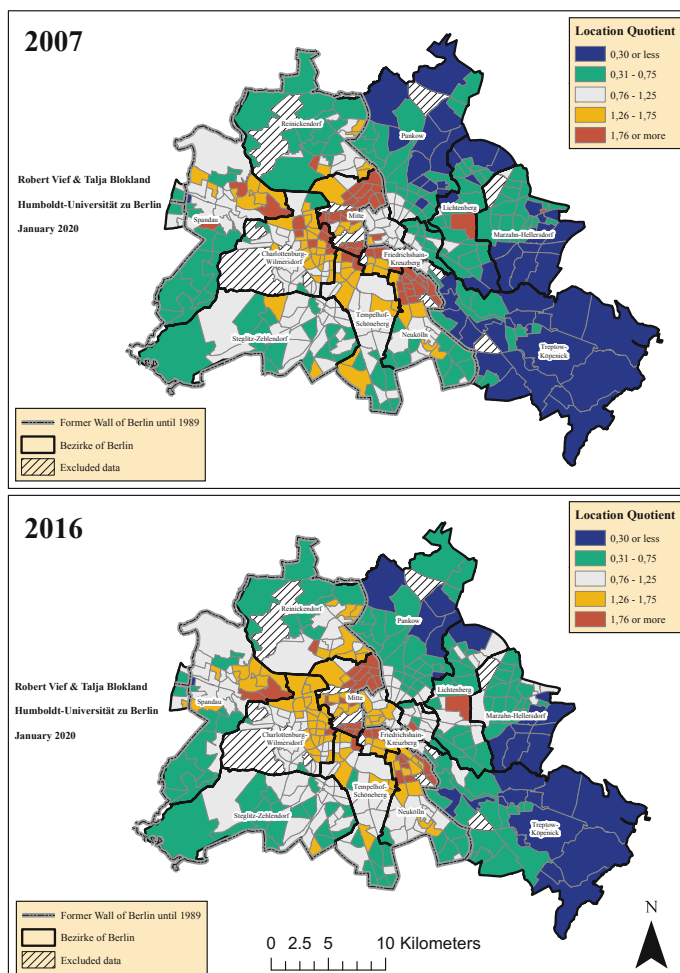 2007
Location Quotient
0,30 or less
0,31 - 0,75
0,76 - 1,25
1,26 - 1,75
1,76 or more
Robert Vief & Talja Blokland
Humboldt-Universität zu Berlin
January 2020
Reinickendorf
Pankow
Lichtenberg
Mitte
Spandau
Marzahn-Hellersdorf
Charlottenburg-
Wilmersdorf
Friedrichshain-
Kreuzberg
Tempelhof-
Schöneberg
Steglitz-Zehlendorf
Neukölln
Treptow-
Köpenick
Former Wall of Berlin until 1989
Bezirke of Berlin
Excluded data
2016
Location Quotient
0,30 or less
0,31 - 0,75
0,76 - 1,25
1,26 - 1,75
1,76 or more
Robert Vief & Talja Blokland
Humboldt-Universität zu Berlin
January 2020
Reinickendorf
Pankow
Lichtenberg
Mitte
Spandau
Marzahn-Hellersdorf
Charlottenburg-
Wilmersdorf
Friedrichshain-
Kreuzberg
Tempelhof-
Schöneberg
Steglitz-Zehlendorf
Neukölln
Treptow-
Köpenick
Former Wall of Berlin until 1989
Bezirke of Berlin
Excluded data
0 2.5 5 10 Kilometers
N